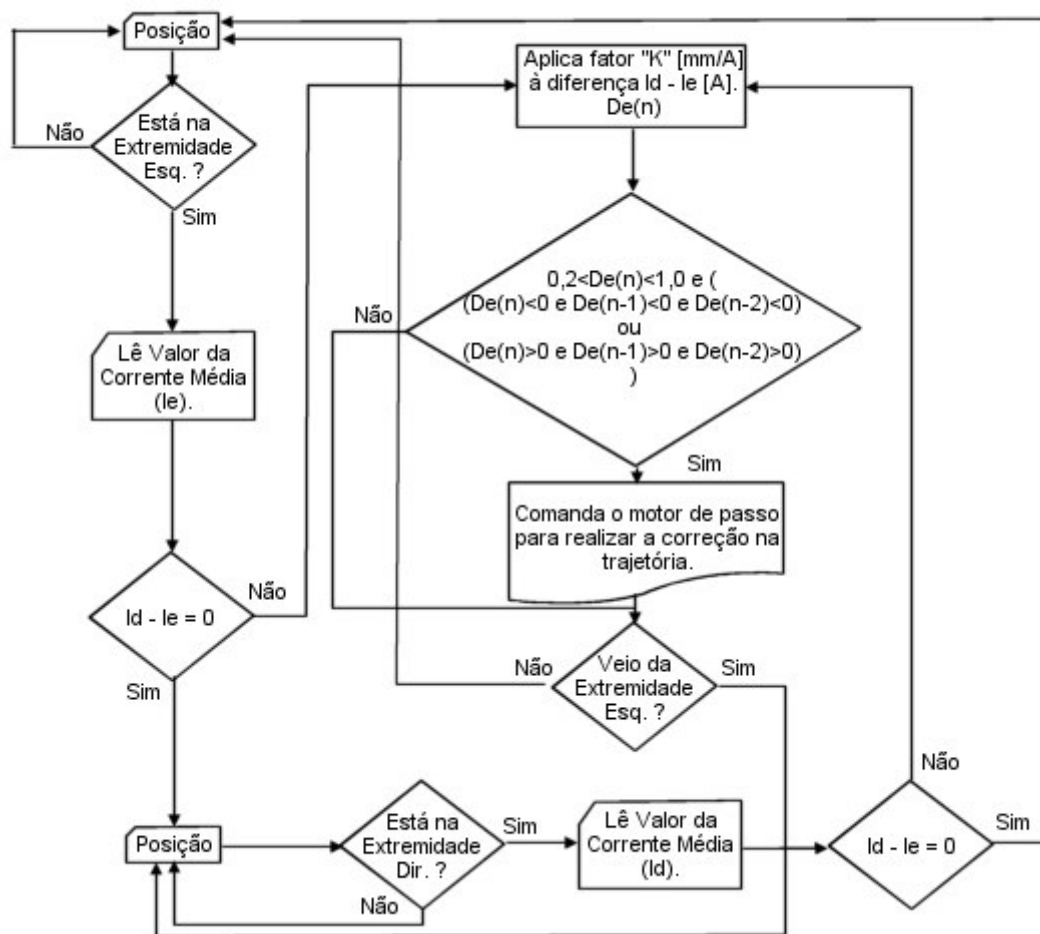 Posição
Não
Está na
Extremidade
Esq. ?
Sim
Lê Valor da
Corrente Média
(Ie).
Id - Ie = 0
Não
Sim
Aplica fator "K" [mm/A]
à diferença Id - Ie [A].
De(n)
0,2<De(n)<1,0 e (
(De(n)<0 e De(n-1)<0 e De(n-2)<0)
ou
(De(n)>0 e De(n-1)>0 e De(n-2)>0)
)
Não
Sim
Comanda o motor de passo
para realizar a correção na
trajetória.
Não
Veio da
Extremidade
Esq. ?
Sim
Posição
Está na
Extremidade
Dir. ?
Não
Sim
Lê Valor da
Corrente Média
(Id).
Id - Ie = 0
Não
Sim